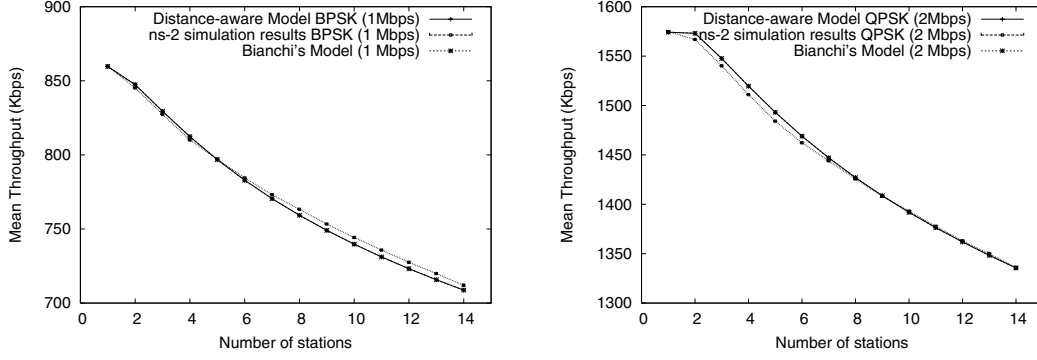 900
850
800
750
700
Mean Throughput (Kbps)
0 2 4 6 8 10 12 14
Number of stations
Distance-aware Model BPSK (1Mbps)
ns-2 simulation results BPSK (1 Mbps)
Bianchi's Model (1 Mbps)
1600
1550
1500
1450
1400
1350
1300
Mean Throughput (Kbps)
0 2 4 6 8 10 12 14
Number of stations
Distance-aware Model QPSK (2Mbps)
ns-2 simulation results QPSK (2 Mbps)
Bianchi's Model (2 Mbps)